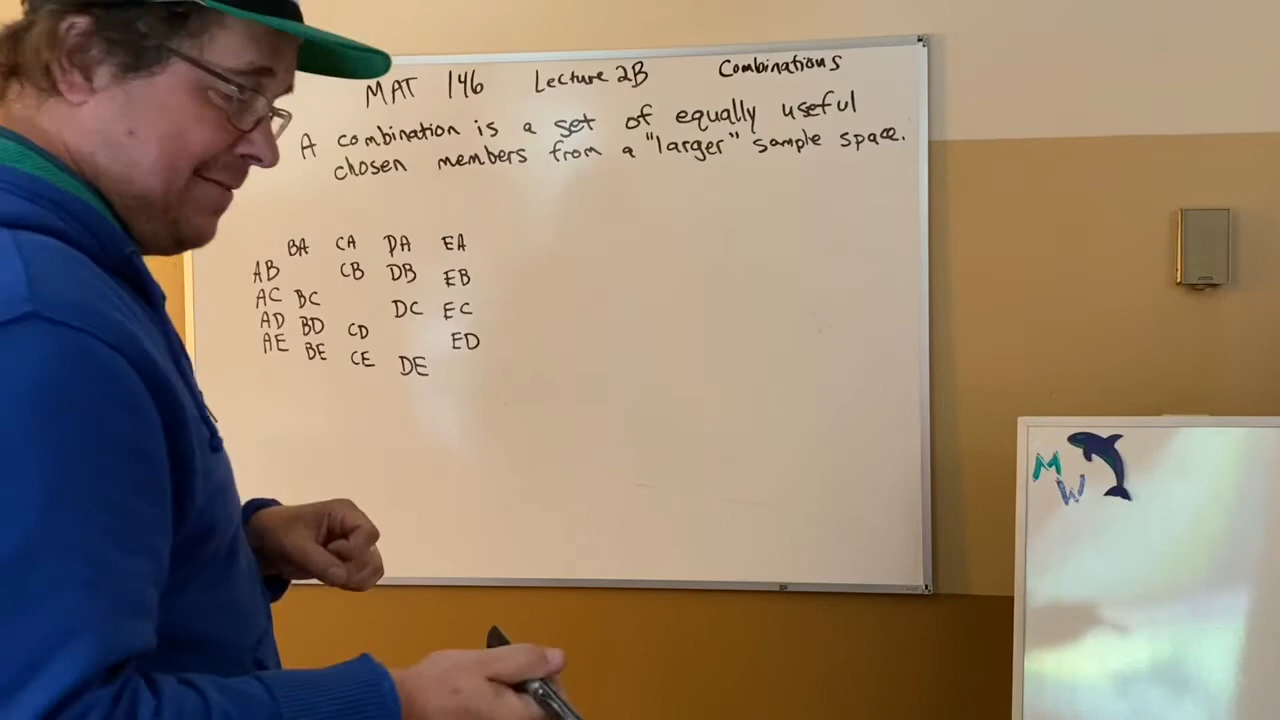 MAT 146 Lecture 2B Combinations
A combination is a set of equally useful
chosen members from a "larger" sample space.
BA CA DA EA
AB CB DB EB
AC BC DC EC
AD BD CD ED
AE BE CE DE
M
W